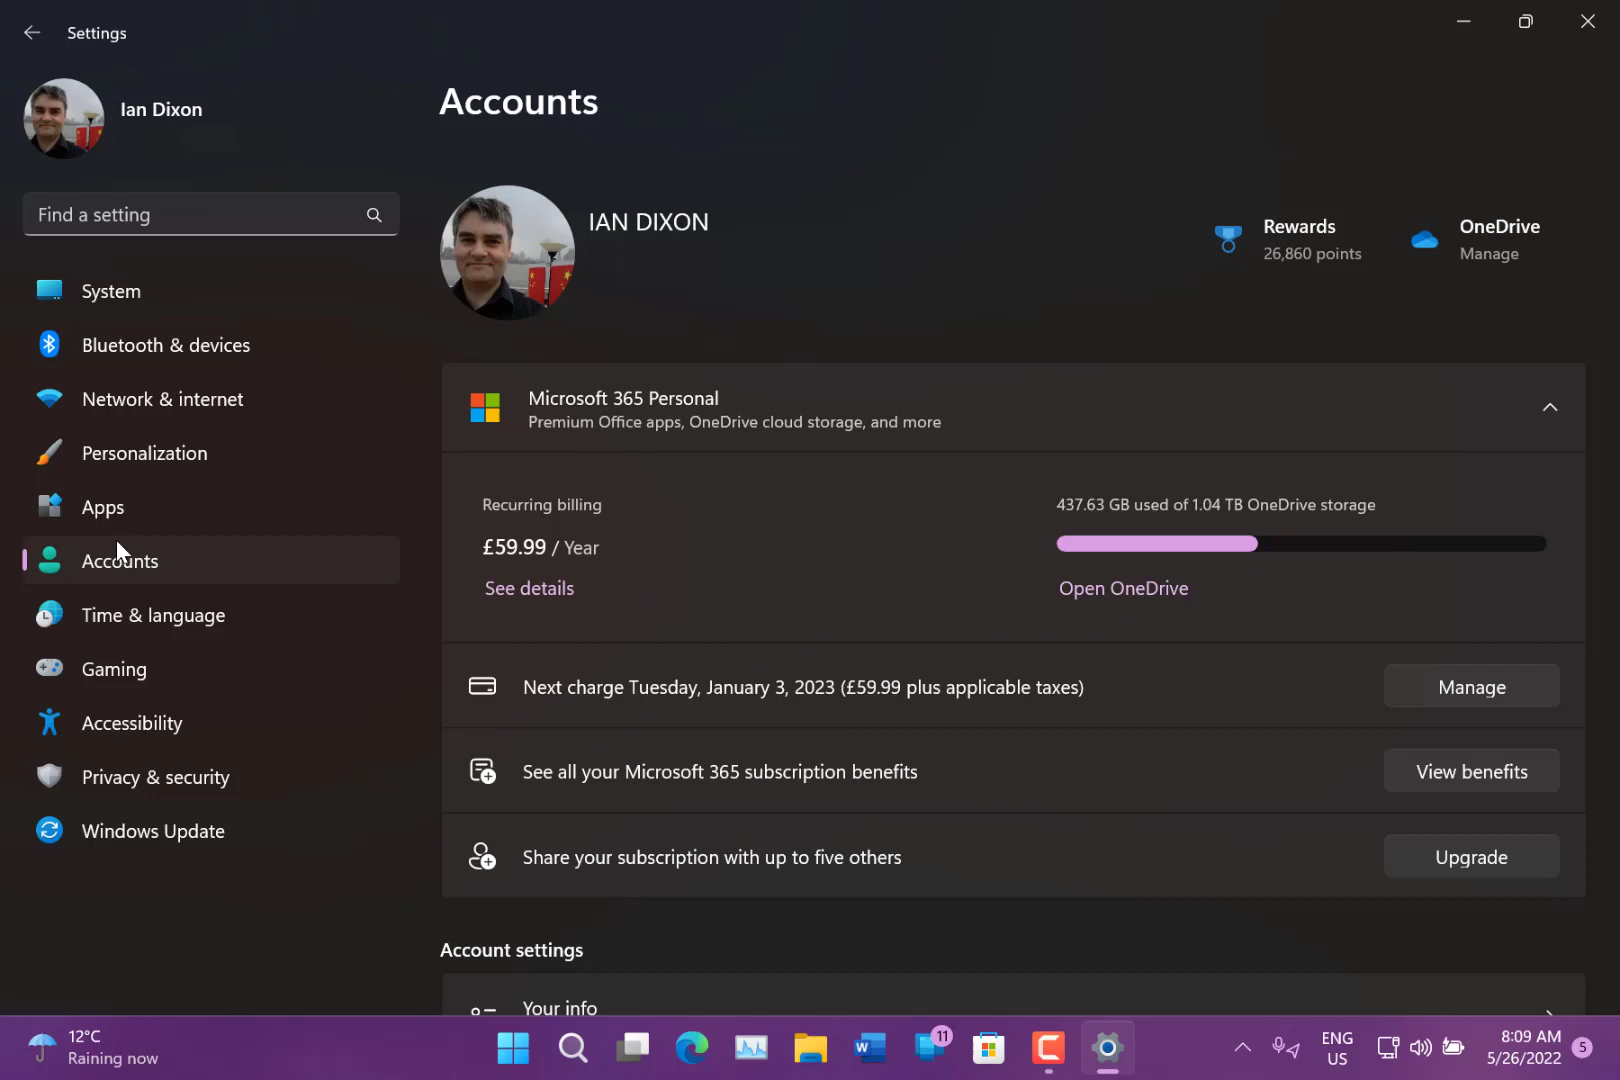 Settings
Ian Dixon
Find a setting
System
Bluetooth & devices
Network & internet
Personalization
Apps
Accounts
Time & language
Gaming
Accessibility
Privacy & security
Windows Update
Accounts
IAN DIXON
Rewards
26,860 points
OneDrive
Manage
Microsoft 365 Personal
Premium Office apps, OneDrive cloud storage, and more
Recurring billing
£59.99 / Year
See details
437.63 GB used of 1.04 TB OneDrive storage
Open OneDrive
Next charge Tuesday, January 3, 2023 (£59.99 plus applicable taxes)
Manage
See all your Microsoft 365 subscription benefits
View benefits
Share your subscription with up to five others
Upgrade
Account settings
Your info
12°C
Raining now
W
11
ENG
US
8:09 AM
5/26/2022
5